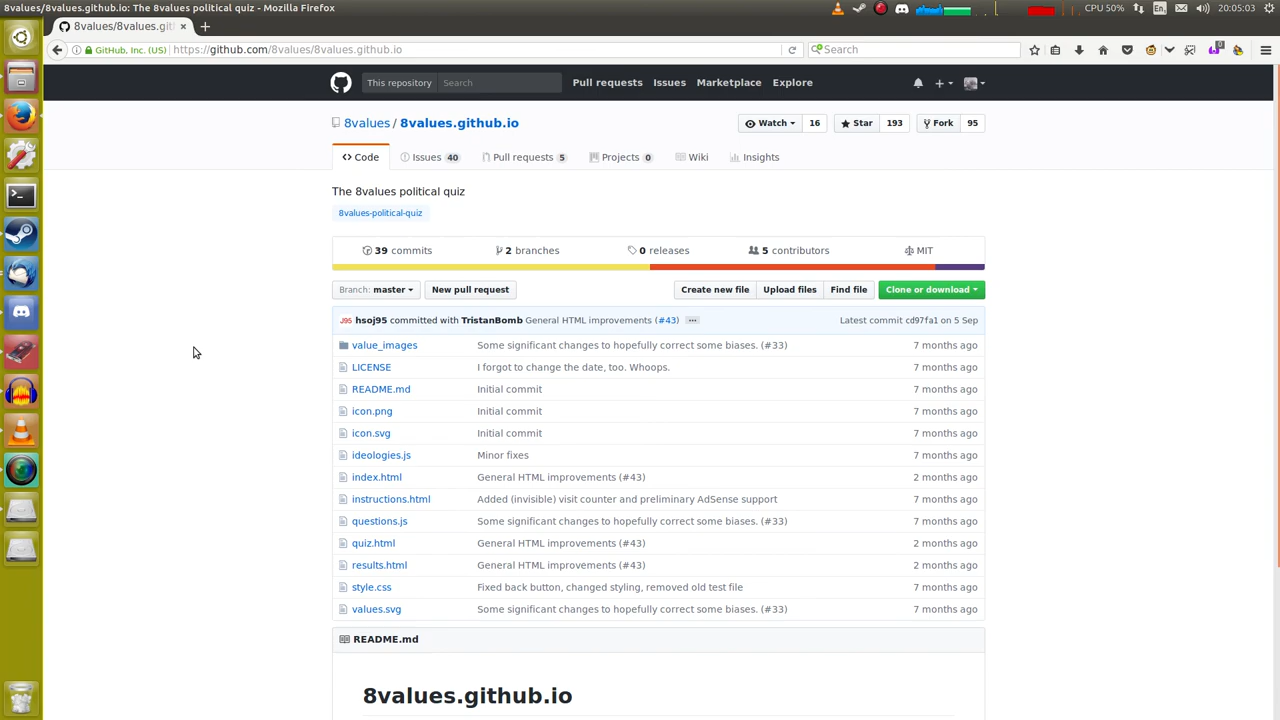 8values/8values.github.io: The 8values political quiz - Mozilla Firefox
CPU 50% En 20:05:03
8values/8values.git
GitHub, Inc. (US) https://github.com/8values/8values.github.io Search 0
This repository Search Pull requests Issues Marketplace Explore
8values / 8values.github.io Watch 16 Star 193 Fork 95
Code Issues 40 Pull requests 5 Projects 0 Wiki Insights
The 8values political quiz
8values-political-quiz
39 commits 2 branches 0 releases 5 contributors MIT
Branch: master New pull request Create new file Upload files Find file Clone or download
J95 hsoj95 committed with TristanBomb General HTML improvements (#43) ... Latest commit cd97fa1 on 5 Sep
value_images Some significant changes to hopefully correct some biases. (#33) 7 months ago
LICENSE I forgot to change the date, too. Whoops. 7 months ago
README.md Initial commit 7 months ago
icon.png Initial commit 7 months ago
icon.svg Initial commit 7 months ago
ideologies.js Minor fixes 7 months ago
index.html General HTML improvements (#43) 2 months ago
instructions.html Added (invisible) visit counter and preliminary AdSense support 7 months ago
questions.js Some significant changes to hopefully correct some biases. (#33) 7 months ago
quiz.html General HTML improvements (#43) 2 months ago
results.html General HTML improvements (#43) 2 months ago
style.css Fixed back button, changed styling, removed old test file 7 months ago
values.svg Some significant changes to hopefully correct some biases. (#33) 7 months ago
README.md
8values.github.io